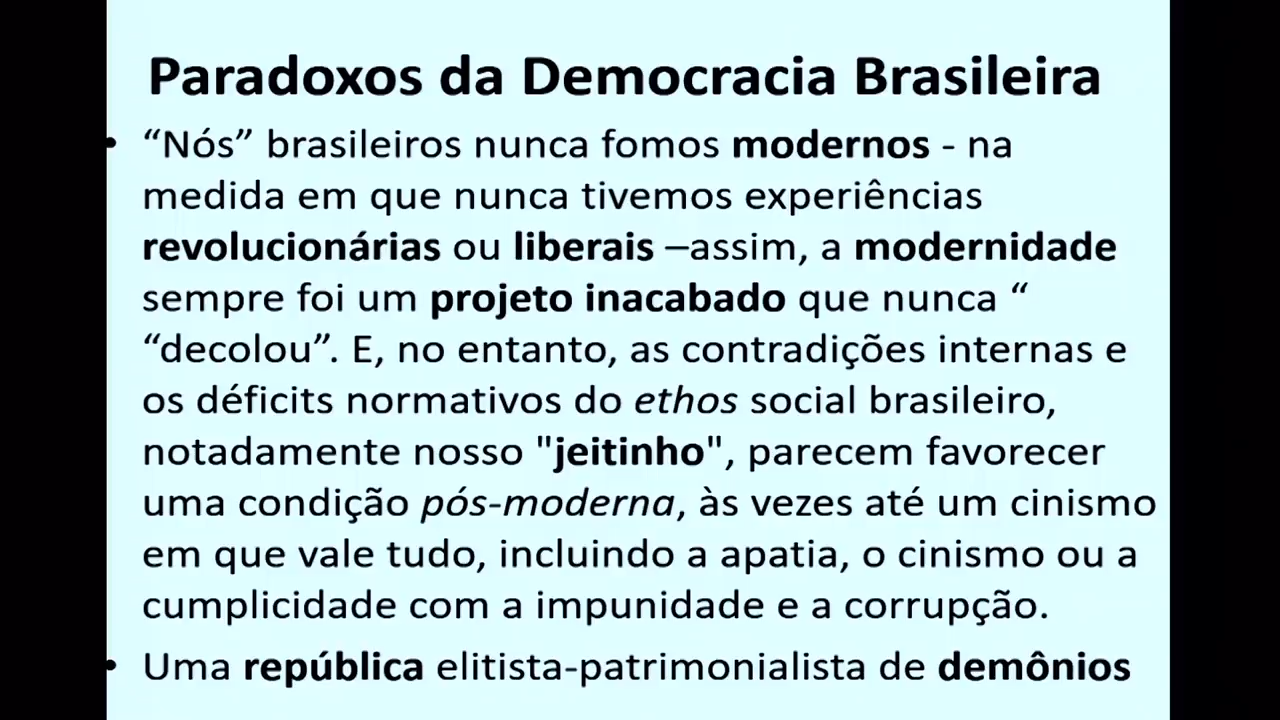 Paradoxos da Democracia Brasileira
• “Nós” brasileiros nunca fomos modernos - na
medida em que nunca tivemos experiências
revolucionárias ou liberais –assim, a modernidade
sempre foi um projeto inacabado que nunca “
“decolou”. E, no entanto, as contradições internas e
os déficits normativos do ethos social brasileiro,
notadamente nosso "jeitinho", parecem favorecer
uma condição pós-moderna, às vezes até um cinismo
em que vale tudo, incluindo a apatia, o cinismo ou a
cumplicidade com a impunidade e a corrupção.
• Uma república elitista-patrimonialista de demônios